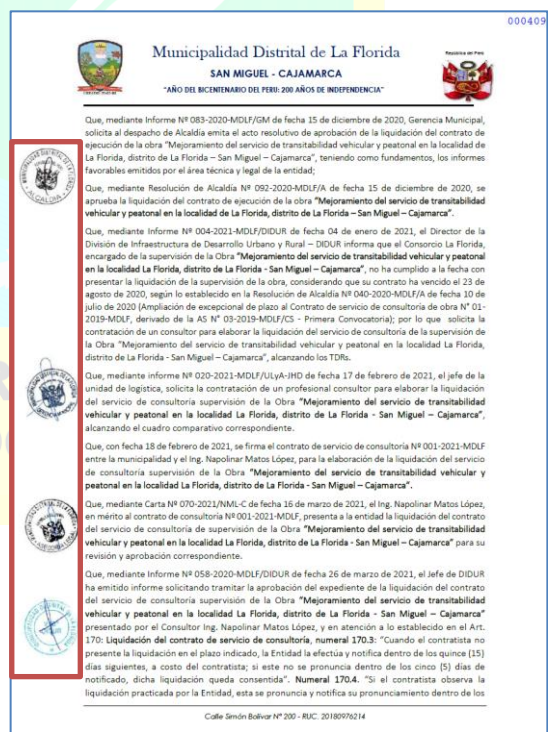 000409
Municipalidad Distrital de La Florida
SAN MIGUEL - CAJAMARCA
"AÑO DEL BICENTENARIO DEL PERU: 200 AÑOS DE INDEPENDENCIA"
República del Perú
Que, mediante Informe Nº 083-2020-MDLF/GM de fecha 15 de diciembre de 2020, Gerencia Municipal,
solicita al despacho de Alcaldía emita el acto resolutivo de aprobación de la liquidación del contrato de
ejecución de la obra "Mejoramiento del servicio de transitabilidad vehicular y peatonal en la localidad de
La Florida, distrito de La Florida – San Miguel – Cajamarca", teniendo como fundamentos, los informes
favorables emitidos por el área técnica y legal de la entidad;
Que, mediante Resolución de Alcaldía Nº 092-2020-MDLF/A de fecha 15 de diciembre de 2020, se
aprueba la liquidación del contrato de ejecución de la obra "Mejoramiento del servicio de transitabilidad
vehicular y peatonal en la localidad de La Florida, distrito de La Florida – San Miguel – Cajamarca".
Que, mediante Informe Nº 004-2021-MDLF/DIDUR de fecha 04 de enero de 2021, el Director de la
División de Infraestructura de Desarrollo Urbano y Rural – DIDUR informa que el Consorcio La Florida,
encargado de la supervisión de la Obra "Mejoramiento del servicio de transitabilidad vehicular y peatonal
en la localidad La Florida, distrito de La Florida - San Miguel – Cajamarca", no ha cumplido a la fecha con
presentar la liquidación de la supervisión de la obra, considerando que su contrato ha vencido el 23 de
agosto de 2020, según lo establecido en la Resolución de Alcaldía Nº 040-2020-MDLF/A de fecha 10 de
julio de 2020 (Ampliación de excepcional de plazo al Contrato de servicio de consultoría de obra N° 01-
2019-MDLF, derivado de la AS N° 03-2019-MDLF/CS - Primera Convocatoria); por lo que solicita la
contratación de un consultor para elaborar la liquidación del servicio de consultoría de la supervisión de
la Obra "Mejoramiento del servicio de transitabilidad vehicular y peatonal en la localidad La Florida,
distrito de La Florida - San Miguel – Cajamarca", alcanzando los TDRs.
Que, mediante informe Nº 020-2021-MDLF/ULyA-JHD de fecha 17 de febrero de 2021, el jefe de la
unidad de logística, solicita la contratación de un profesional consultor para elaborar la liquidación
del servicio de consultoría supervisión de la Obra "Mejoramiento del servicio de transitabilidad
vehicular y peatonal en la localidad La Florida, distrito de La Florida - San Miguel – Cajamarca",
alcanzando el cuadro comparativo correspondiente.
Que, con fecha 18 de febrero de 2021, se firma el contrato de servicio de consultoría Nº 001-2021-MDLF
entre la municipalidad y el Ing. Napolinar Matos López, para la elaboración de la liquidación del servicio
de consultoría supervisión de la Obra "Mejoramiento del servicio de transitabilidad vehicular y
peatonal en la localidad La Florida, distrito de La Florida - San Miguel – Cajamarca".
Que, mediante Carta Nº 070-2021/NML-C de fecha 16 de marzo de 2021, el Ing. Napolinar Matos López,
en mérito al contrato de consultoría Nº 001-2021-MDLF, presenta a la entidad la liquidación del contrato
del servicio de consultoría de supervisión de la Obra "Mejoramiento del servicio de transitabilidad
vehicular y peatonal en la localidad La Florida, distrito de La Florida - San Miguel – Cajamarca" para su
revisión y aprobación correspondiente.
Que, mediante Informe Nº 058-2020-MDLF/DIDUR de fecha 26 de marzo de 2021, el Jefe de DIDUR
ha emitido informe solicitando tramitar la aprobación del expediente de la liquidación del contrato
del servicio de consultoría de supervisión de la Obra "Mejoramiento del servicio de transitabilidad
vehicular y peatonal en la localidad La Florida, distrito de La Florida - San Miguel – Cajamarca"
presentado por el Consultor Ing. Napolinar Matos López, y en atención a lo establecido en el Art.
170: Liquidación del contrato de servicio de consultoría, numeral 170.3: "Cuando el contratista no
presente la liquidación en el plazo indicado, la Entidad la efectúa y notifica dentro de los quince (15)
días siguientes, a costo del contratista; si este no se pronuncia dentro de los cinco (5) días de
notificado, dicha liquidación queda consentida". Numeral 170.4. "Si el contratista observa la
liquidación practicada por la Entidad, esta se pronuncia y notifica su pronunciamiento dentro de los
Calle Simón Bolivar N° 200 - RUC. 20180976214
ALCALDIA